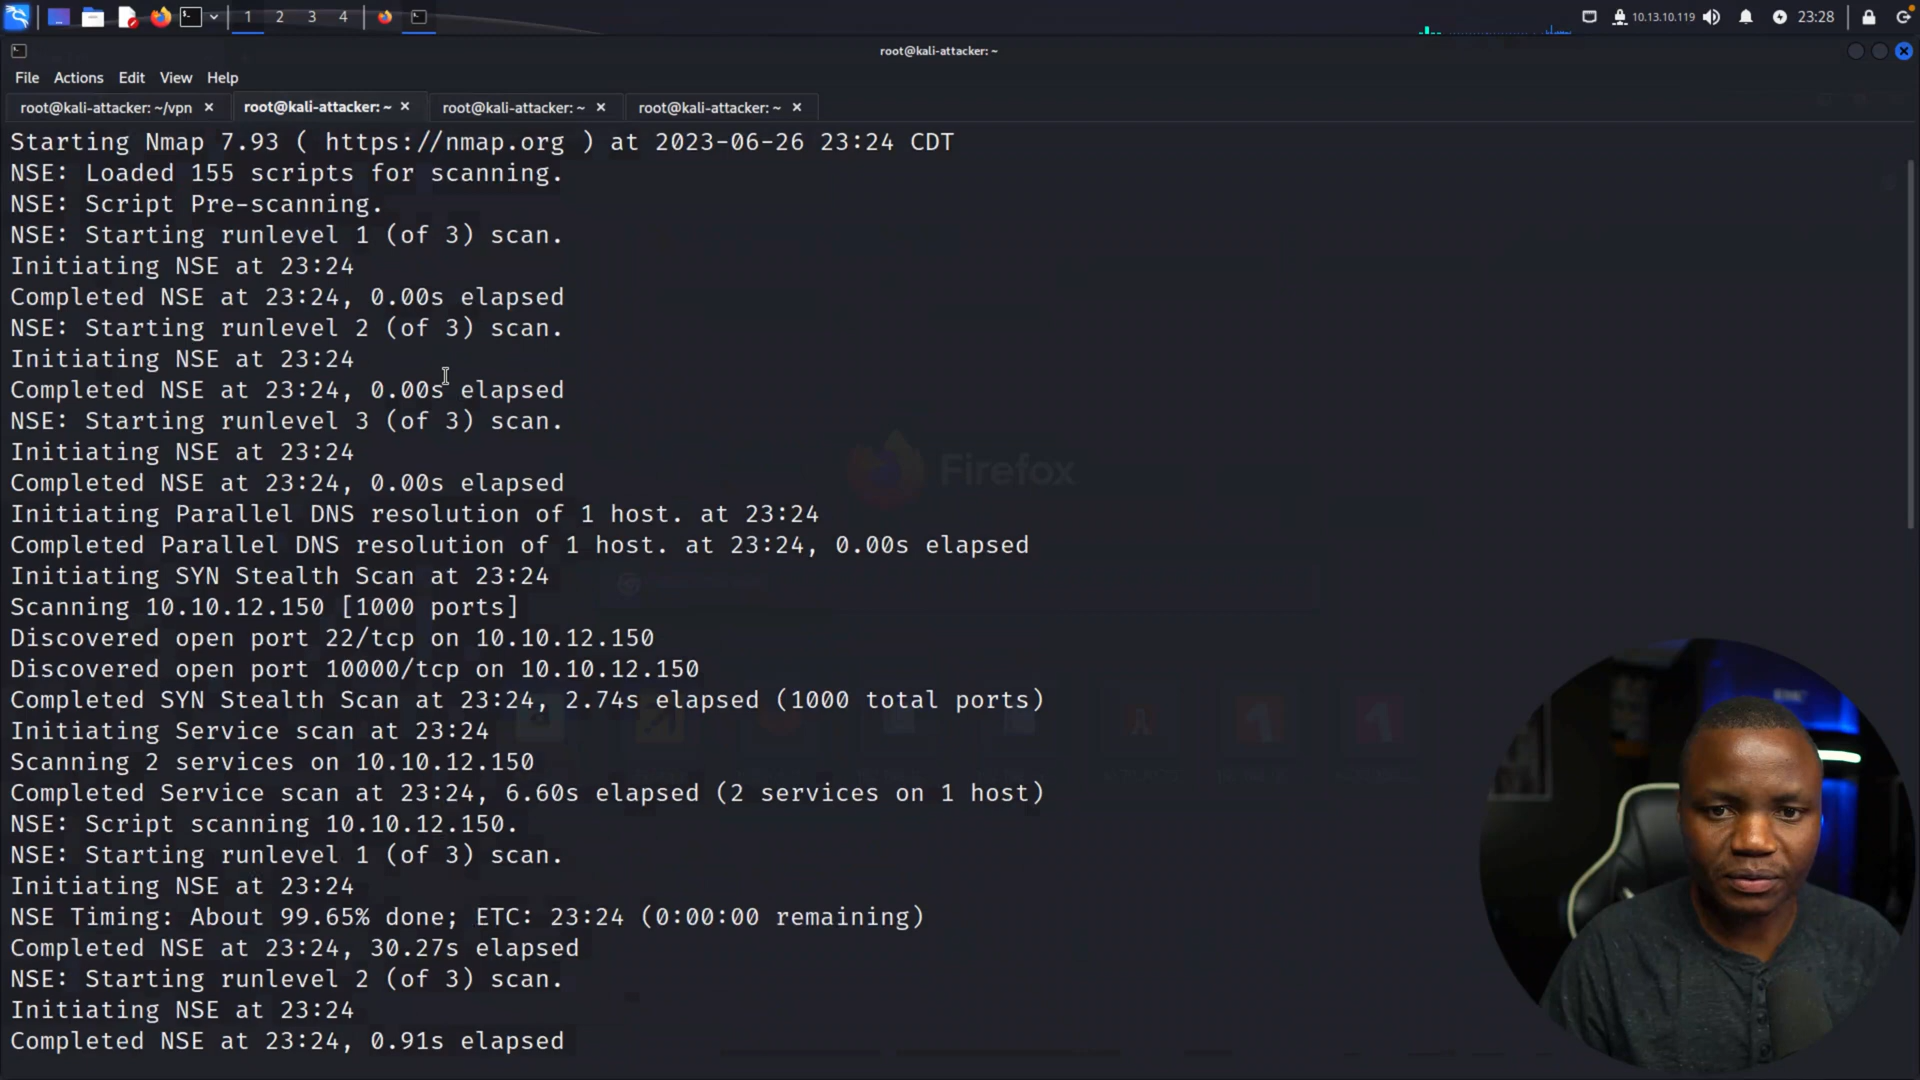 1 2 3 4 10.13.10.119 23:28
root@kali-attacker: ~
File Actions Edit View Help
root@kali-attacker: ~/vpn × root@kali-attacker: ~ × root@kali-attacker: ~ × root@kali-attacker: ~ ×
Starting Nmap 7.93 ( https://nmap.org ) at 2023-06-26 23:24 CDT
NSE: Loaded 155 scripts for scanning.
NSE: Script Pre-scanning.
NSE: Starting runlevel 1 (of 3) scan.
Initiating NSE at 23:24
Completed NSE at 23:24, 0.00s elapsed
NSE: Starting runlevel 2 (of 3) scan.
Initiating NSE at 23:24
Completed NSE at 23:24, 0.00s elapsed
NSE: Starting runlevel 3 (of 3) scan.
Initiating NSE at 23:24
Firefox
Completed NSE at 23:24, 0.00s elapsed
Initiating Parallel DNS resolution of 1 host. at 23:24
Completed Parallel DNS resolution of 1 host. at 23:24, 0.00s elapsed
Initiating SYN Stealth Scan at 23:24
Scanning 10.10.12.150 [1000 ports]
Discovered open port 22/tcp on 10.10.12.150
Discovered open port 10000/tcp on 10.10.12.150
Completed SYN Stealth Scan at 23:24, 2.74s elapsed (1000 total ports)
Initiating Service scan at 23:24
Scanning 2 services on 10.10.12.150
Completed Service scan at 23:24, 6.60s elapsed (2 services on 1 host)
NSE: Script scanning 10.10.12.150.
NSE: Starting runlevel 1 (of 3) scan.
Initiating NSE at 23:24
NSE Timing: About 99.65% done; ETC: 23:24 (0:00:00 remaining)
Completed NSE at 23:24, 30.27s elapsed
NSE: Starting runlevel 2 (of 3) scan.
Initiating NSE at 23:24
Completed NSE at 23:24, 0.91s elapsed